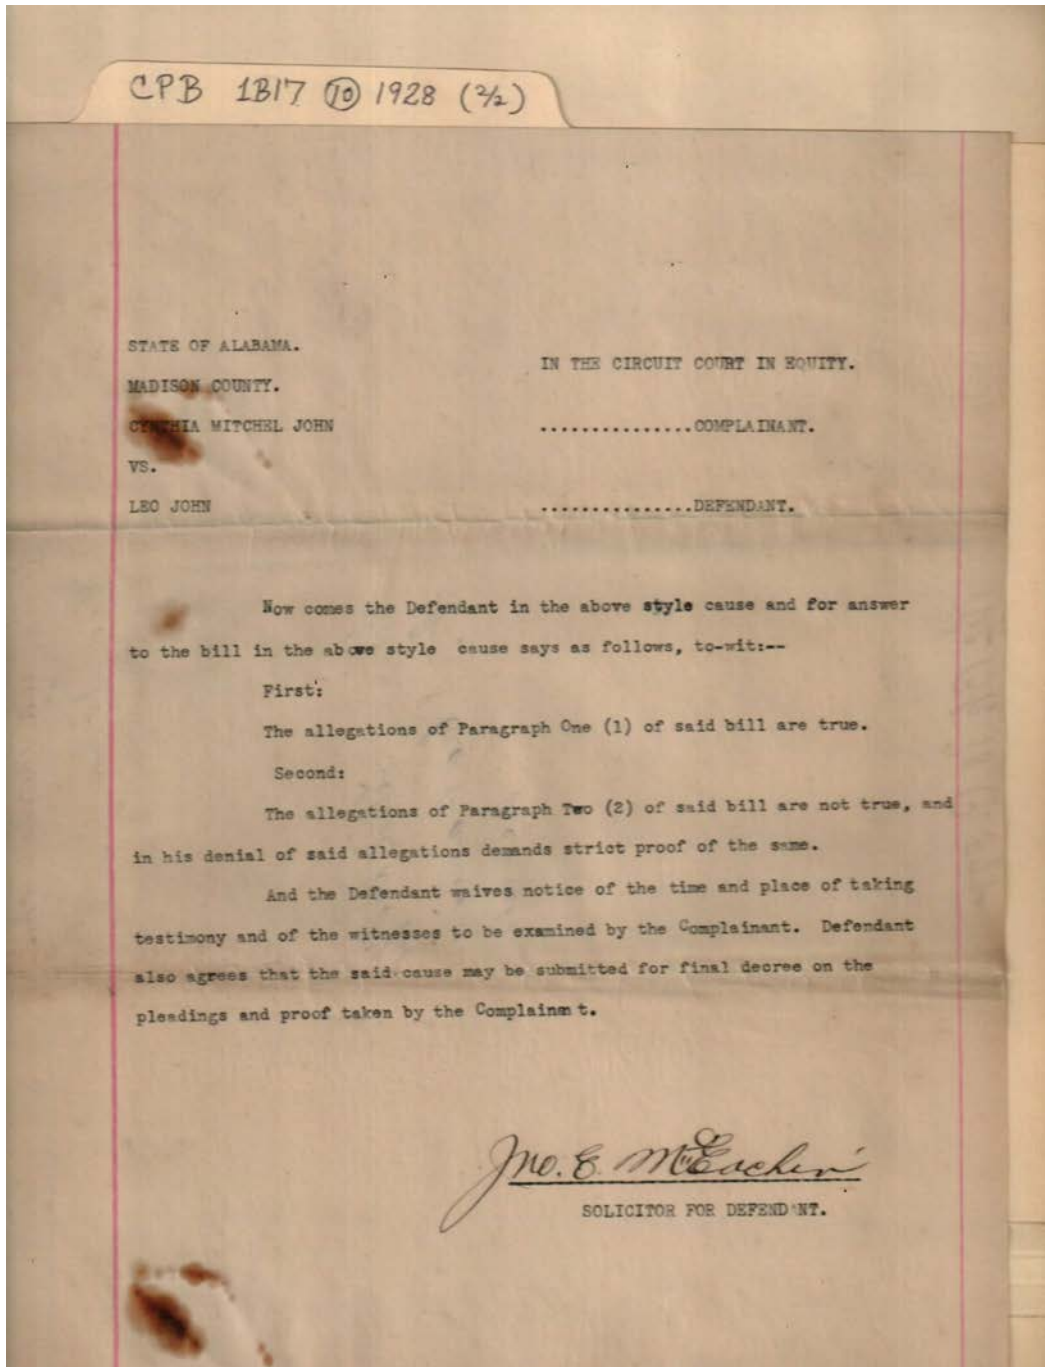 CPB 1B17 (10) 1928 (2/2)
STATE OF ALABAMA.
IN THE CIRCUIT COURT IN EQUITY.
MADISON COUNTY.
CYNTHIA MITCHEL JOHN ...............COMPLAINANT.
VS.
LEO JOHN ...............DEFENDANT.
Now comes the Defendant in the above style cause and for answer
to the bill in the above style cause says as follows, to-wit:--
First:
The allegations of Paragraph One (1) of said bill are true.
Second:
The allegations of Paragraph Two (2) of said bill are not true, and
in his denial of said allegations demands strict proof of the same.
And the Defendant waives notice of the time and place of taking
testimony and of the witnesses to be examined by the Complainant. Defendant
also agrees that the said cause may be submitted for final decree on the
pleadings and proof taken by the Complainant.
Jno. E. McEachin
SOLICITOR FOR DEFENDANT.